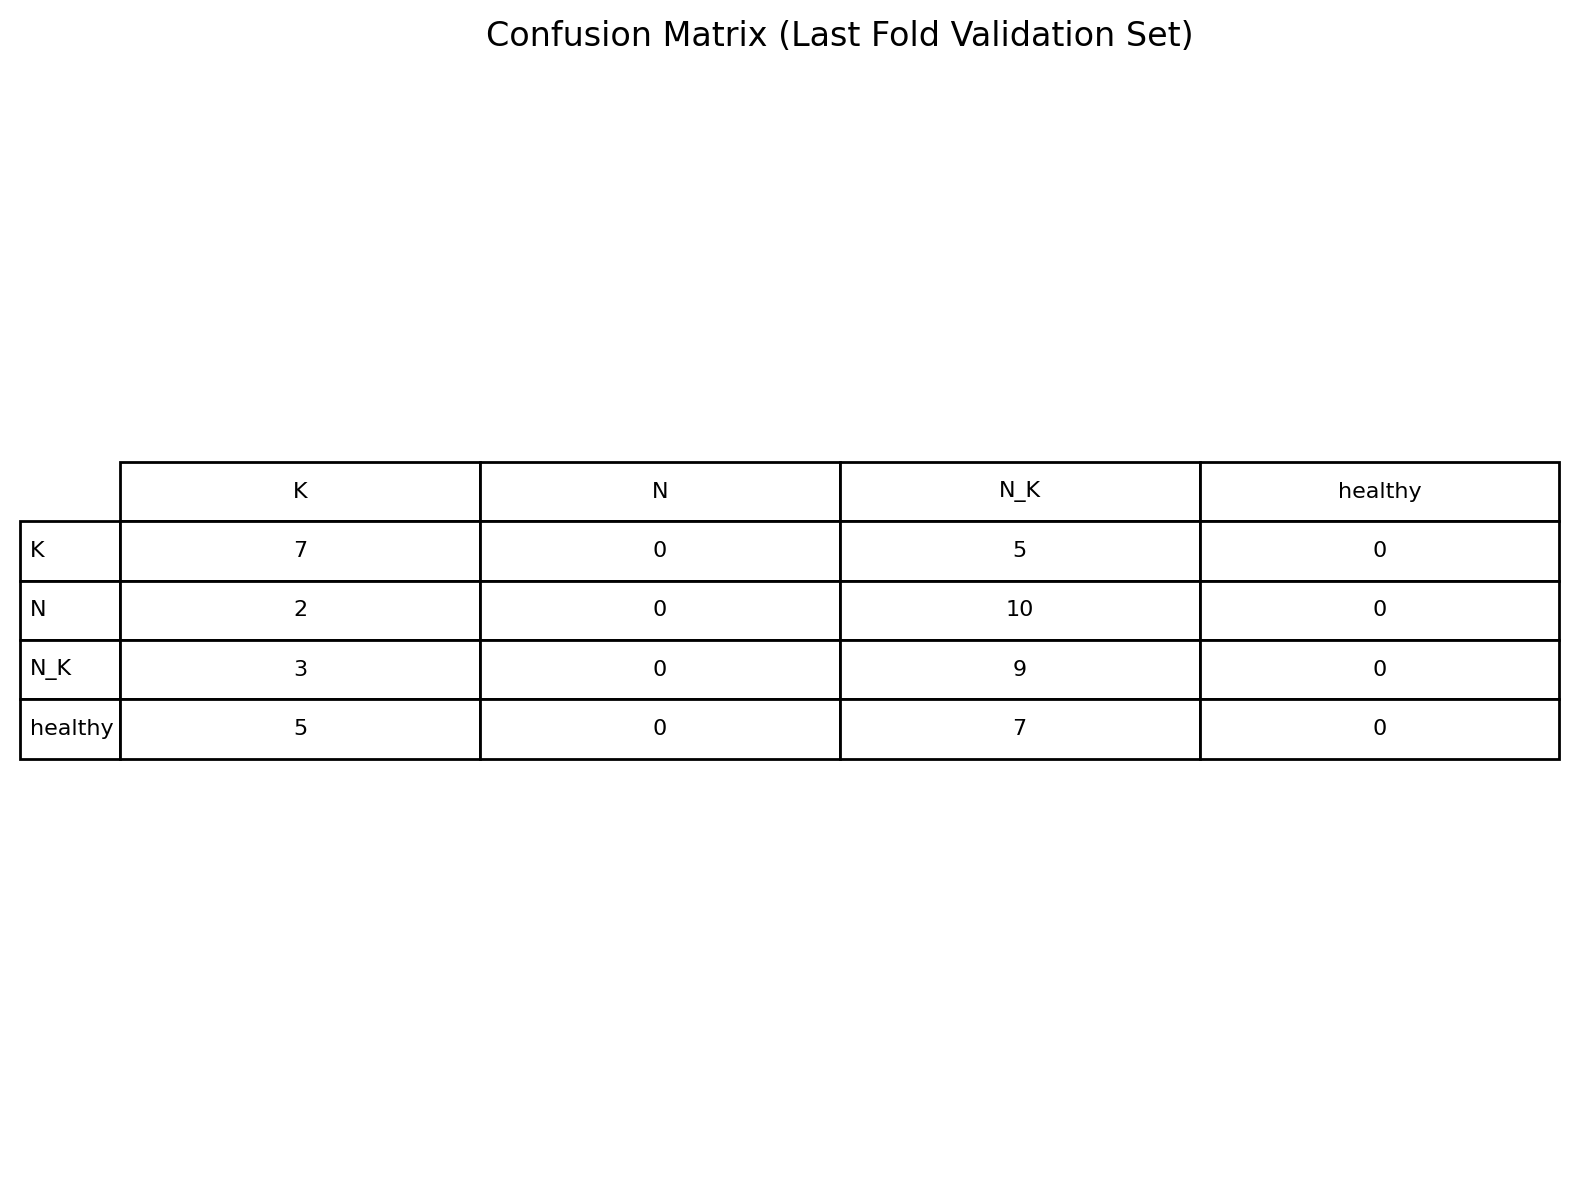 Confusion Matrix (Last Fold Validation Set)
K N N_K healthy
K 7 0 5 0
N 2 0 10 0
N_K 3 0 9 0
healthy 5 0 7 0